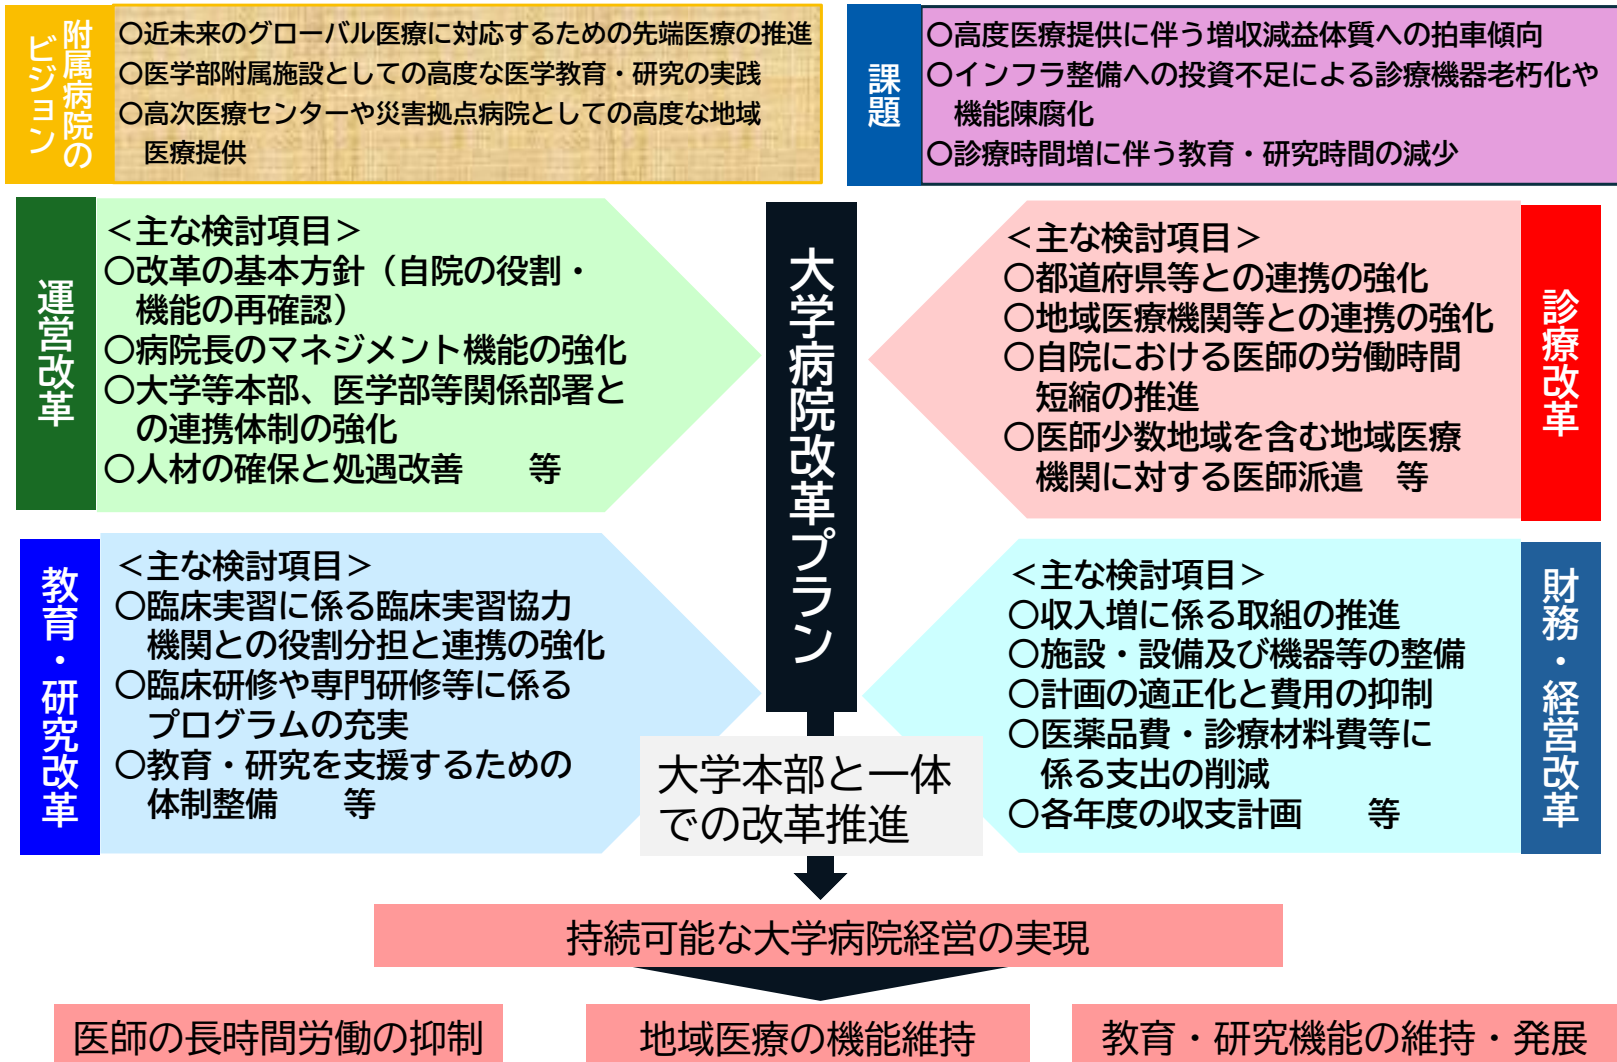 附属病院の
ビジョン
〇近未来のグローバル医療に対応するための先端医療の推進
〇医学部附属施設としての高度な医学教育・研究の実践
〇高次医療センターや災害拠点病院としての高度な地域
医療提供
課題
〇高度医療提供に伴う増収減益体質への拍車傾向
〇インフラ整備への投資不足による診療機器老朽化や
機能陳腐化
〇診療時間増に伴う教育・研究時間の減少
運営改革
＜主な検討項目＞
〇改革の基本方針（自院の役割・
機能の再確認）
〇病院長のマネジメント機能の強化
〇大学等本部、医学部等関係部署と
の連携体制の強化
〇人材の確保と処遇改善　　等
大学病院改革プラン
＜主な検討項目＞
〇都道府県等との連携の強化
〇地域医療機関等との連携の強化
〇自院における医師の労働時間
短縮の推進
〇医師少数地域を含む地域医療
機関に対する医師派遣　等
診療改革
教育・研究改革
＜主な検討項目＞
〇臨床実習に係る臨床実習協力
機関との役割分担と連携の強化
〇臨床研修や専門研修等に係る
プログラムの充実
〇教育・研究を支援するための
体制整備　　等
＜主な検討項目＞
〇収入増に係る取組の推進
〇施設・設備及び機器等の整備
〇計画の適正化と費用の抑制
〇医薬品費・診療材料費等に
係る支出の削減
〇各年度の収支計画　　等
財務・経営改革
大学本部と一体
での改革推進
持続可能な大学病院経営の実現
医師の長時間労働の抑制
地域医療の機能維持
教育・研究機能の維持・発展